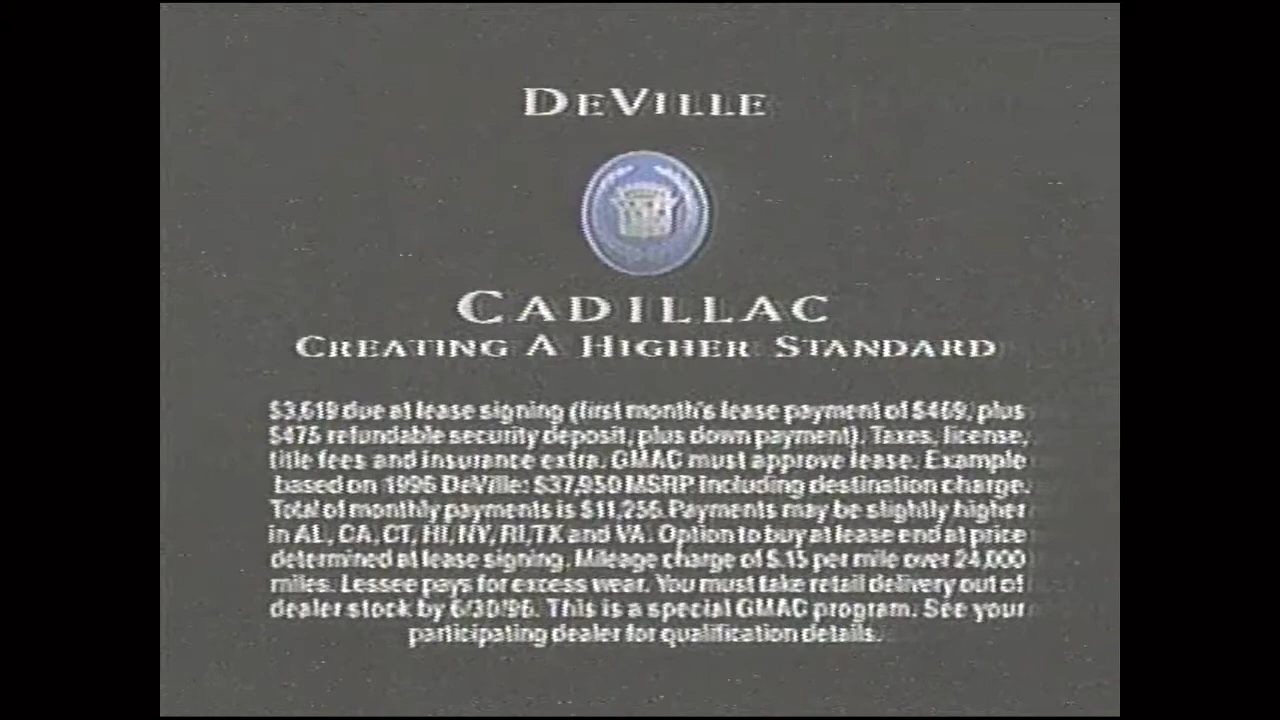 DEVILLE
CADILLAC
CREATING A HIGHER STANDARD
$3,619 due at lease signing (first month's lease payment of $469, plus
$475 refundable security deposit, plus down payment). Taxes, license,
title fees and insurance extra. GMAC must approve lease. Example
based on 1996 DeVille: $37,950 MSRP including destination charge.
Total of monthly payments is $11,256. Payments may be slightly higher
in AL, CA, CT, HI, NY, RI, TX and VA. Option to buy at lease end at price
determined at lease signing. Mileage charge of $.15 per mile over 24,000
miles. Lessee pays for excess wear. You must take retail delivery out of
dealer stock by 6/30/96. This is a special GMAC program. See your
participating dealer for qualification details.